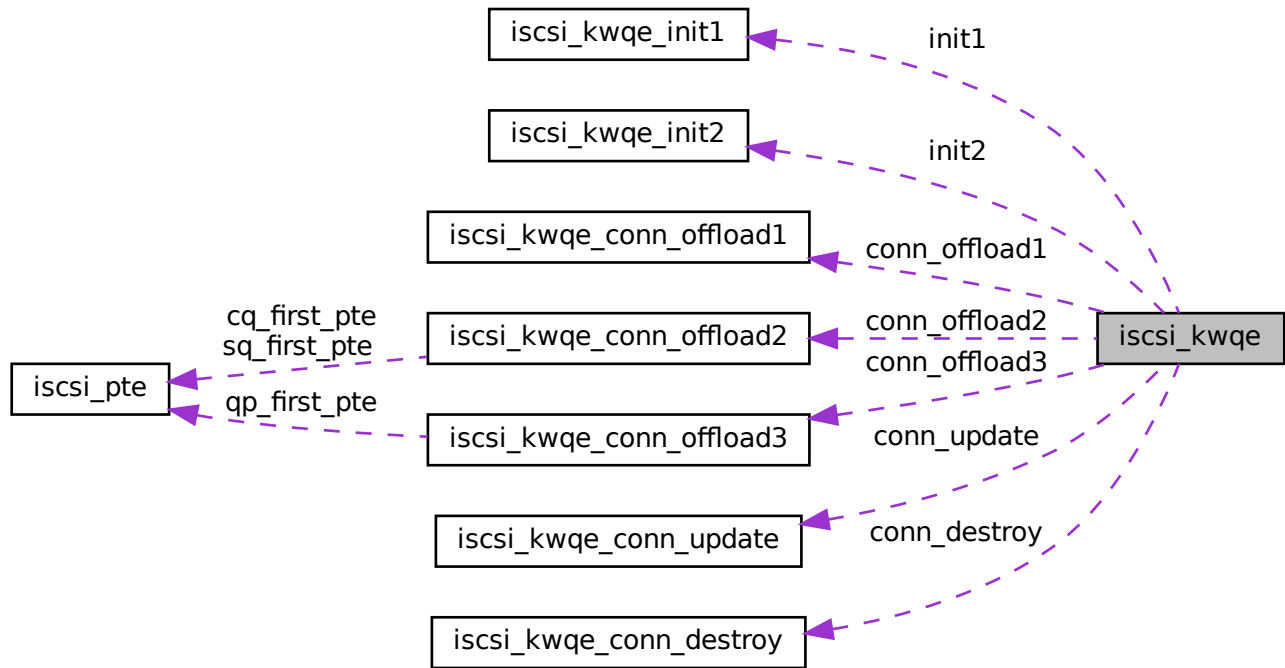 iscsi_kwqe_init1
init1
iscsi_kwqe_init2
init2
iscsi_kwqe_conn_offload1
conn_offload1
cq_first_pte
sq_first_pte
iscsi_kwqe_conn_offload2
conn_offload2
iscsi_kwqe
iscsi_pte
qp_first_pte
conn_offload3
iscsi_kwqe_conn_offload3
conn_update
iscsi_kwqe_conn_update
conn_destroy
iscsi_kwqe_conn_destroy